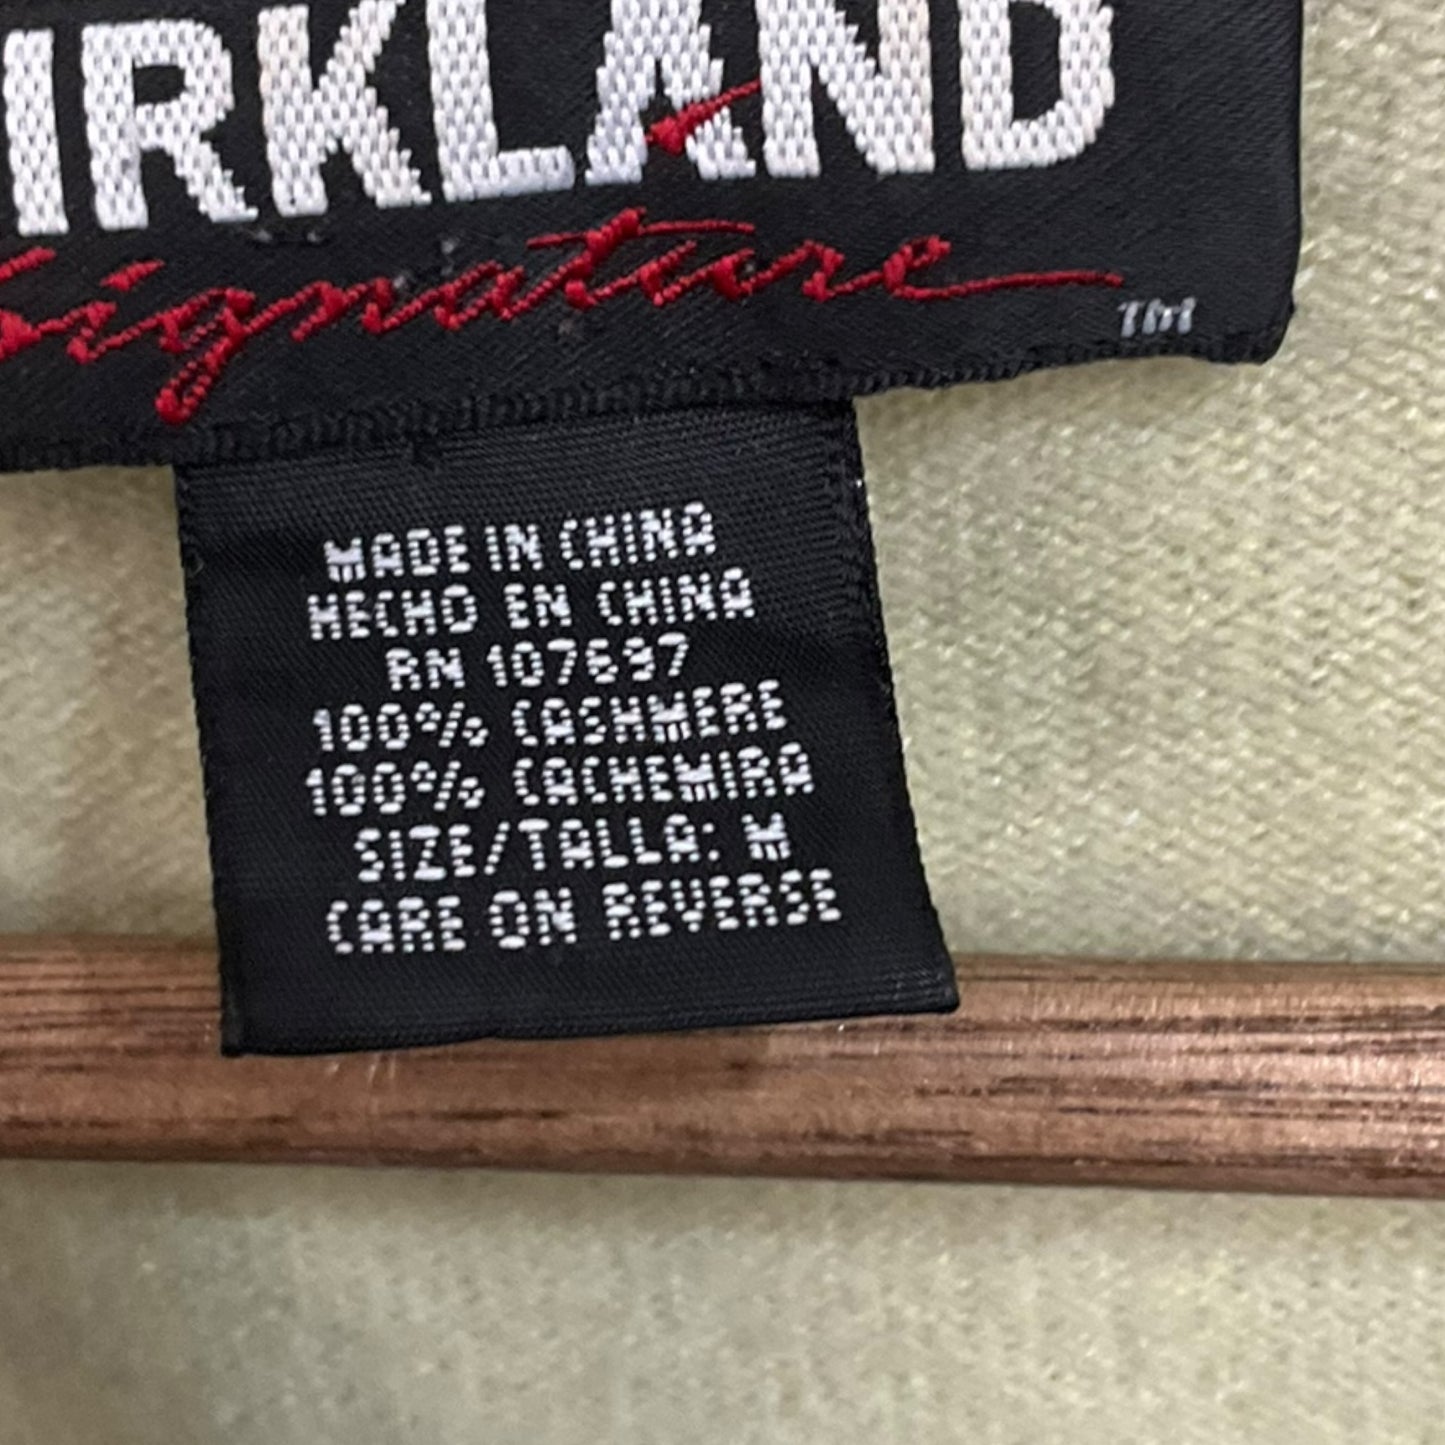 IRKLAND
Signature
TM
MADE IN CHINA
HECHO EN CHINA
RN 107697
100% CASHMERE
100% CACHEMIRA
SIZE/TALLA: M
CARE ON REVERSE